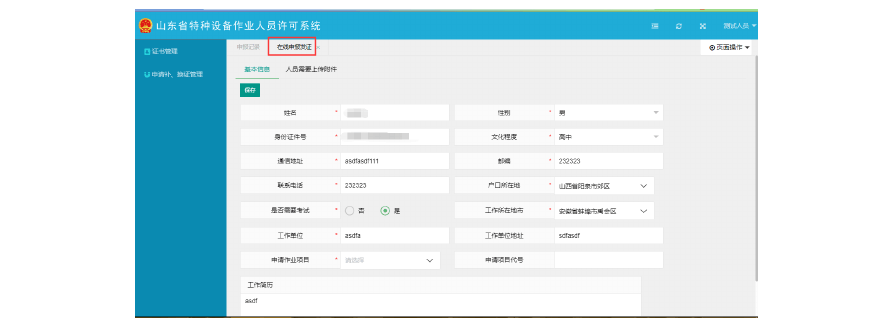 山东省特种设备作业人员许可系统
测试人员
证书管理
申请补、换证管理
申报记录 在线申报发证
页面操作
基本信息 人员需要上传附件
保存
姓名 * 性别 * 男
身份证件号 * 文化程度 * 高中
通信地址 * asdfasdf111 邮编 * 232323
联系电话 * 232323 户口所在地 * 山西省阳泉市郊区
是否需要考试 * 否 是 工作所在地市 * 安徽省蚌埠市禹会区
工作单位 * asdfa 工作单位地址 sdfasdf
申请作业项目 * 请选择 申请项目代号
工作简历
asdf